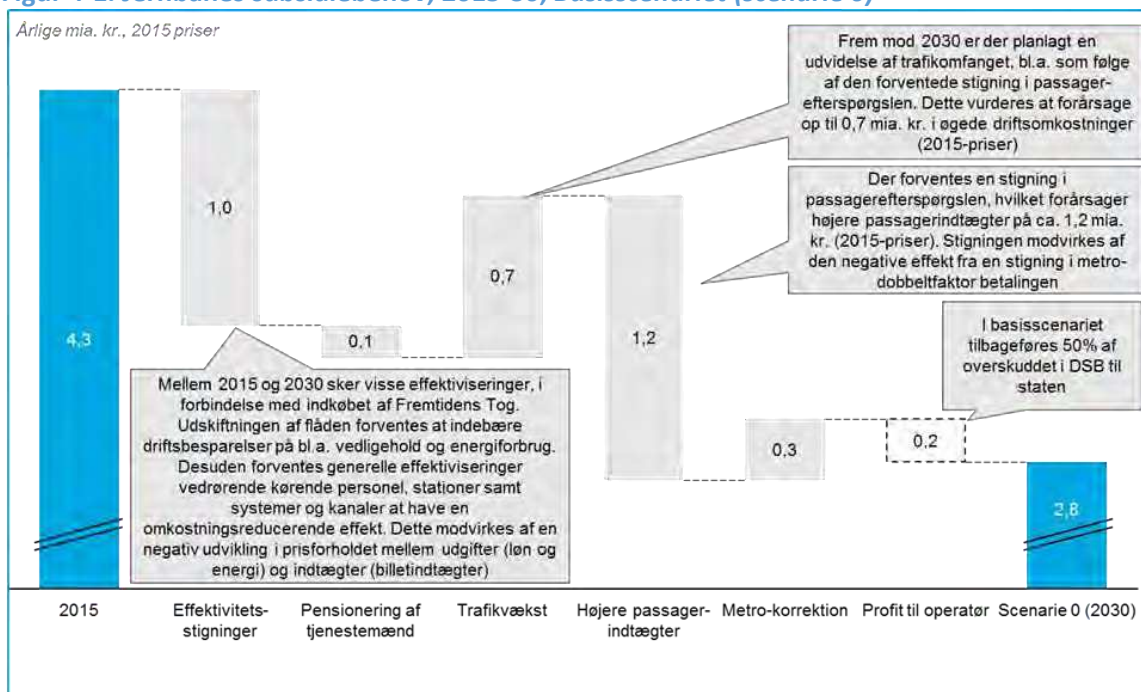 Årlige mia. kr., 2015 priser
Frem mod 2030 er der planlagt en
udvidelse af trafikomfanget, bl.a. som følge
af den forventede stigning i passager-
efterspørgslen. Dette vurderes at forårsage
op til 0,7 mia. kr. i øgede driftsomkostninger
(2015-priser)
Der forventes en stigning i
passagerefterspørgslen, hvilket forårsager
højere passagerindtægter på ca. 1,2 mia.
kr. (2015-priser). Stigningen modvirkes af
den negative effekt fra en stigning i metro-
dobbeltfaktor betalingen
I basisscenariet
tilbageføres 50% af
overskuddet i DSB til
staten
Mellem 2015 og 2030 sker visse effektiviseringer, i
forbindelse med indkøbet af Fremtidens Tog.
Udskiftningen af flåden forventes at indebære
driftsbesparelser på bl.a. vedligehold og energiforbrug.
Desuden forventes generelle effektiviseringer
vedrørende kørende personel, stationer samt
systemer og kanaler at have en
omkostningsreducerende effekt. Dette modvirkes af en
negativ udvikling i prisforholdet mellem udgifter (løn og
energi) og indtægter (billetindtægter)
4,3
1,0
0,1
0,7
1,2
0,3
0,2
2,8
2015
Effektivitets-
stigninger
Pensionering af
tjenestemænd
Trafikvækst
Højere passager-
indtægter
Metro-korrektion
Profit til operatør
Scenarie 0 (2030)